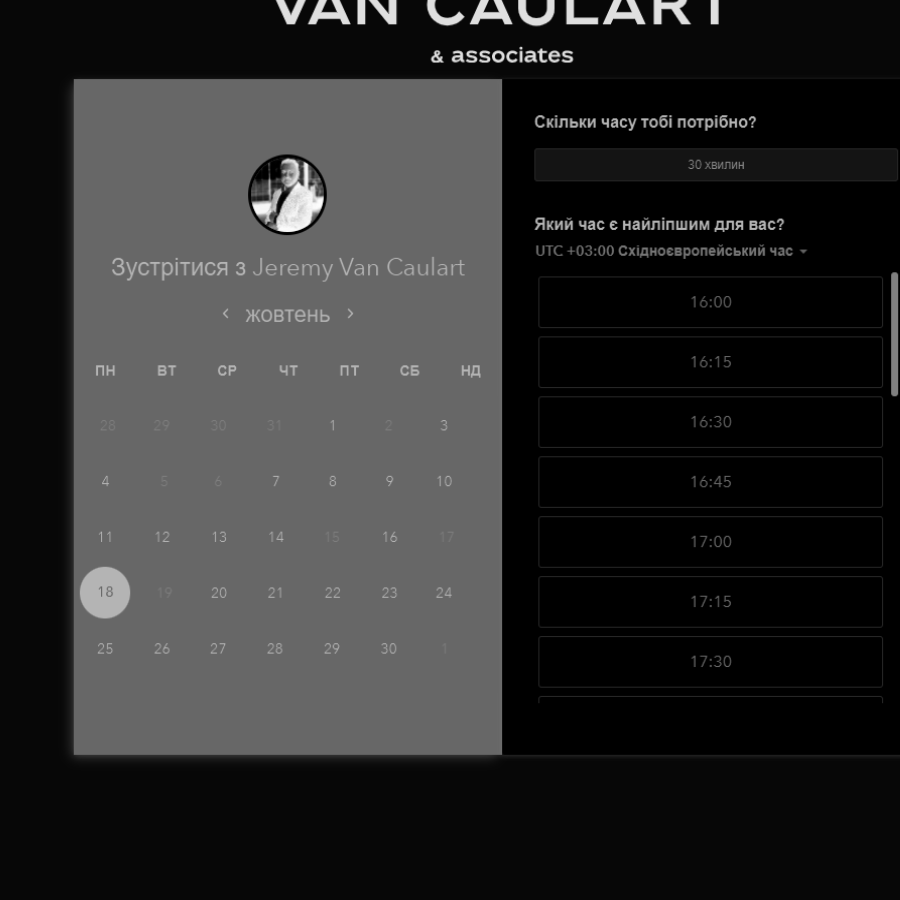 VAN CAULART
& associates
Зустрітися з Jeremy Van Caulart
‹ жовтень ›
ПН ВТ СР ЧТ ПТ СБ НД
28 29 30 31 1 2 3
4 5 6 7 8 9 10
11 12 13 14 15 16 17
18 19 20 21 22 23 24
25 26 27 28 29 30 1
Скільки часу тобі потрібно?
30 хвилин
Який час є найліпшим для вас?
UTC +03:00 Східноєвропейський час
16:00
16:15
16:30
16:45
17:00
17:15
17:30